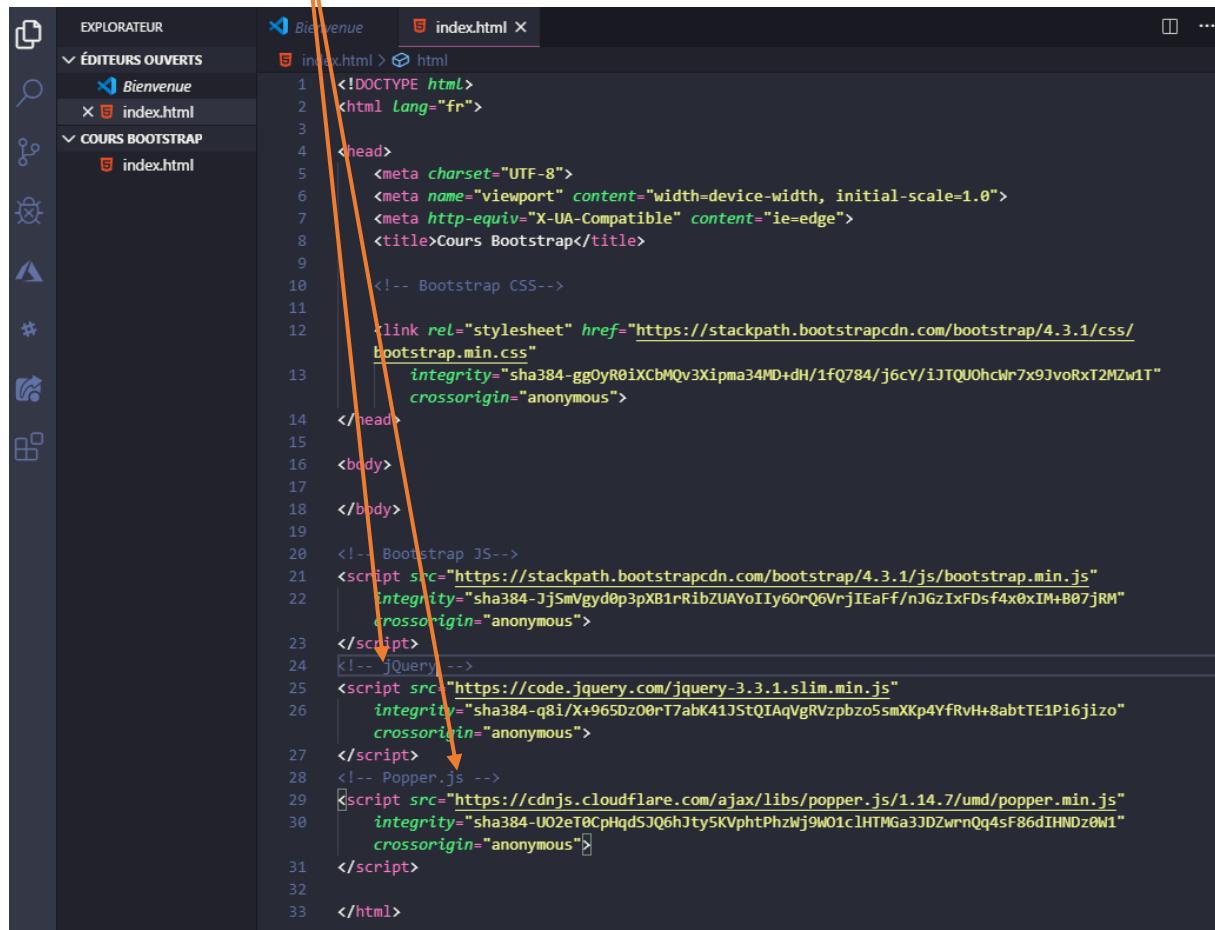 EXPLORATEUR
ÉDITEURS OUVERTS
Bienvenue
index.html
COURS BOOTSTRAP
index.html
Bienvenue
index.html
index.html > html
1 <!DOCTYPE html>
2 <html lang="fr">
3
4 <head>
5 <meta charset="UTF-8">
6 <meta name="viewport" content="width=device-width, initial-scale=1.0">
7 <meta http-equiv="X-UA-Compatible" content="ie=edge">
8 <title>Cours Bootstrap</title>
9
10 <!-- Bootstrap CSS-->
11
12 <link rel="stylesheet" href="https://stackpath.bootstrapcdn.com/bootstrap/4.3.1/css/
bootstrap.min.css"
13 integrity="sha384-ggOyR0iXCbMQv3Xipma34MD+dH/1fQ784/j6cY/iJTQUOhcWr7x9JvoRxT2MZw1T"
crossorigin="anonymous">
14 </head>
15
16 <body>
17
18 </body>
19
20 <!-- Bootstrap JS-->
21 <script src="https://stackpath.bootstrapcdn.com/bootstrap/4.3.1/js/bootstrap.min.js"
22 integrity="sha384-JjSmVgyd0p3pXB1rRibZUAYoIIy6OrQ6VrjIEaFf/nJGzIxFDsf4x0xIM+B07jRM"
crossorigin="anonymous">
23 </script>
24 <!-- jQuery -->
25 <script src="https://code.jquery.com/jquery-3.3.1.slim.min.js"
26 integrity="sha384-q8i/X+965DzO0rT7abK41JStQIAqVgRVzpbzo5smXKp4YfRvH+8abtTE1Pi6jizo"
crossorigin="anonymous">
27 </script>
28 <!-- Popper.js -->
29 <script src="https://cdnjs.cloudflare.com/ajax/libs/popper.js/1.14.7/umd/popper.min.js"
30 integrity="sha384-UO2eT0CpHqdSJQ6hJty5KVphtPhzWj9WO1clHTMGa3JDZwrnQq4sF86dIHNDz0W1"
crossorigin="anonymous">
31 </script>
32
33 </html>